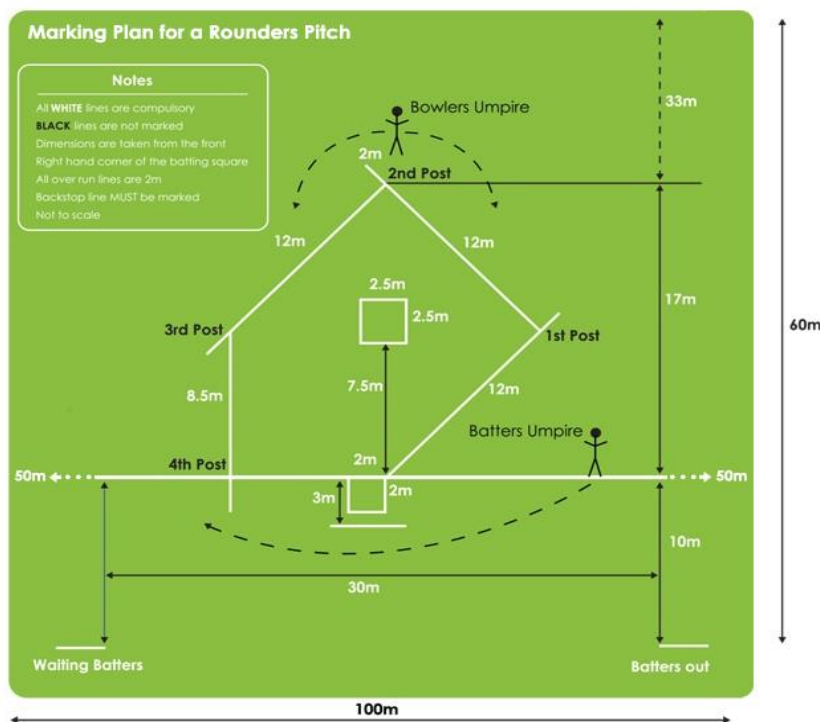 Marking Plan for a Rounders Pitch
Notes
All WHITE lines are compulsory
BLACK lines are not marked
Dimensions are taken from the front
Right hand corner of the batting square
All over run lines are 2m
Backstop line MUST be marked
Not to scale
33m
Bowlers Umpire
2m
2nd Post
12m
12m
2.5m
2.5m
17m
60m
3rd Post
1st Post
7.5m
12m
8.5m
Batters Umpire
4th Post
2m
50m
50m
3m
2m
10m
30m
Waiting Batters
Batters out
100m